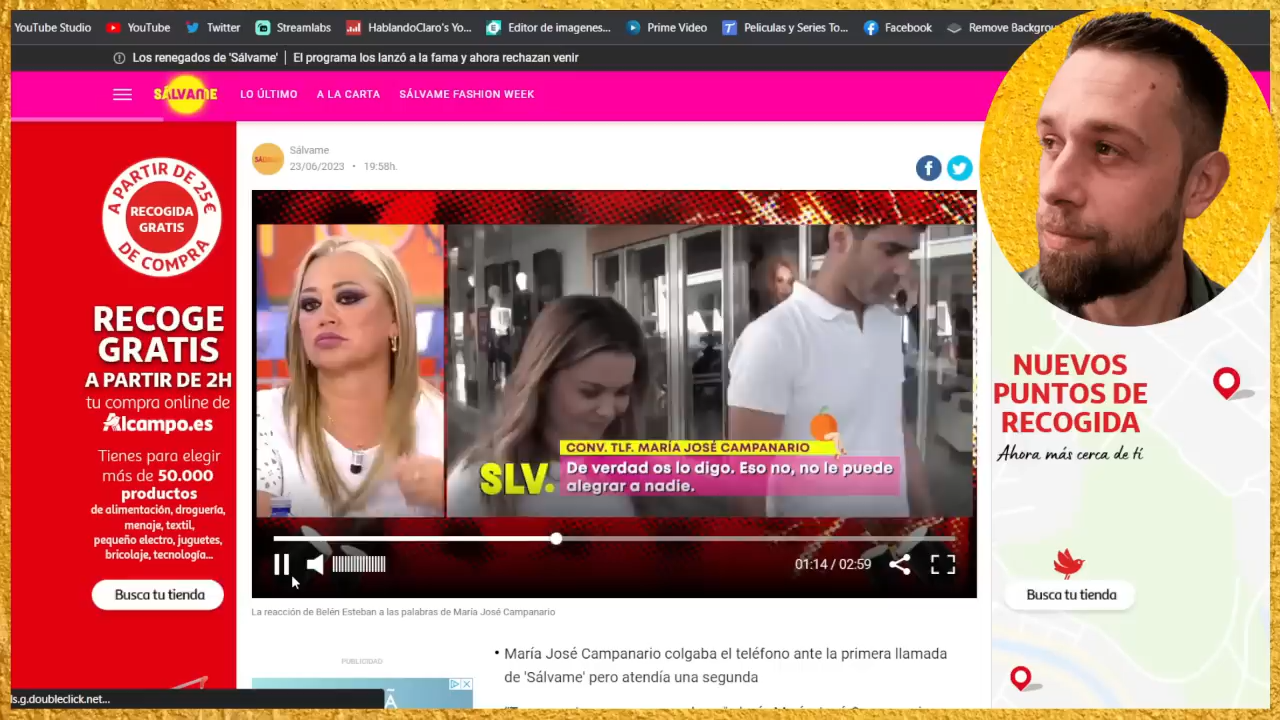 YouTube Studio
YouTube
Twitter
Streamlabs
HablandoClaro's Yo...
Editor de imagenes...
Prime Video
Peliculas y Series To...
Facebook
Los renegados de 'Sálvame' | El programa los lanzó a la fama y ahora rechazan venir
SÁLVAME
LO ÚLTIMO
A LA CARTA
SÁLVAME FASHION WEEK
Sálvame
23/06/2023 • 19:58h.
A PARTIR DE 25€
RECOGIDA
GRATIS
DE COMPRA
RECOGE
GRATIS
A PARTIR DE 2H
tu compra online de
Alcampo.es
Tienes para elegir
más de 50.000
productos
de alimentación, droguería,
menaje, textil,
pequeño electro, juguetes,
bricolaje, tecnología...
Busca tu tienda
CONV. TLF. MARÍA JOSÉ CAMPANARIO
SLV.
De verdad os lo digo. Eso no, no le puede
alegrar a nadie.
01:14 / 02:59
La reacción de Belén Esteban a las palabras de María José Campanario
PUBLICIDAD
• María José Campanario colgaba el teléfono ante la primera llamada
de 'Sálvame' pero atendía una segunda
NUEVOS
PUNTOS DE
RECOGIDA
Ahora más cerca de ti
Busca tu tienda
ls.g.doubleclick.net...